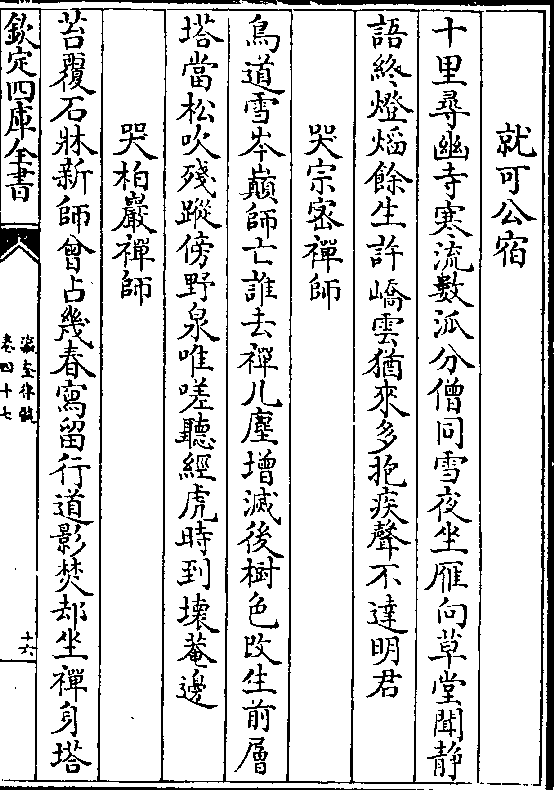 就可公宿
十里尋幽寺寒流數派分僧同雪夜坐雁向草堂聞静
語終燈熖餘生許嶠雲猶來多抱疾聲不達明君
哭宗密禪師
鳥道雪岑巔師亡誰去禪几塵增滅後樹色改生前層
塔當松吹殘蹤傍野泉唯嗟聽經虎時到壊菴邊
哭柏巖禪師
苔覆石牀新師曾占幾春寫留行道影焚却坐禪身塔
欽定四庫全書
瀛奎律髓
卷四十七
十六